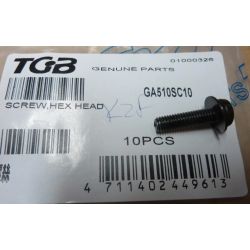 TGB
01000326
GENUINE PARTS
GA510SC10
SCREW,HEX HEAD
10PCS
4 711402 449613